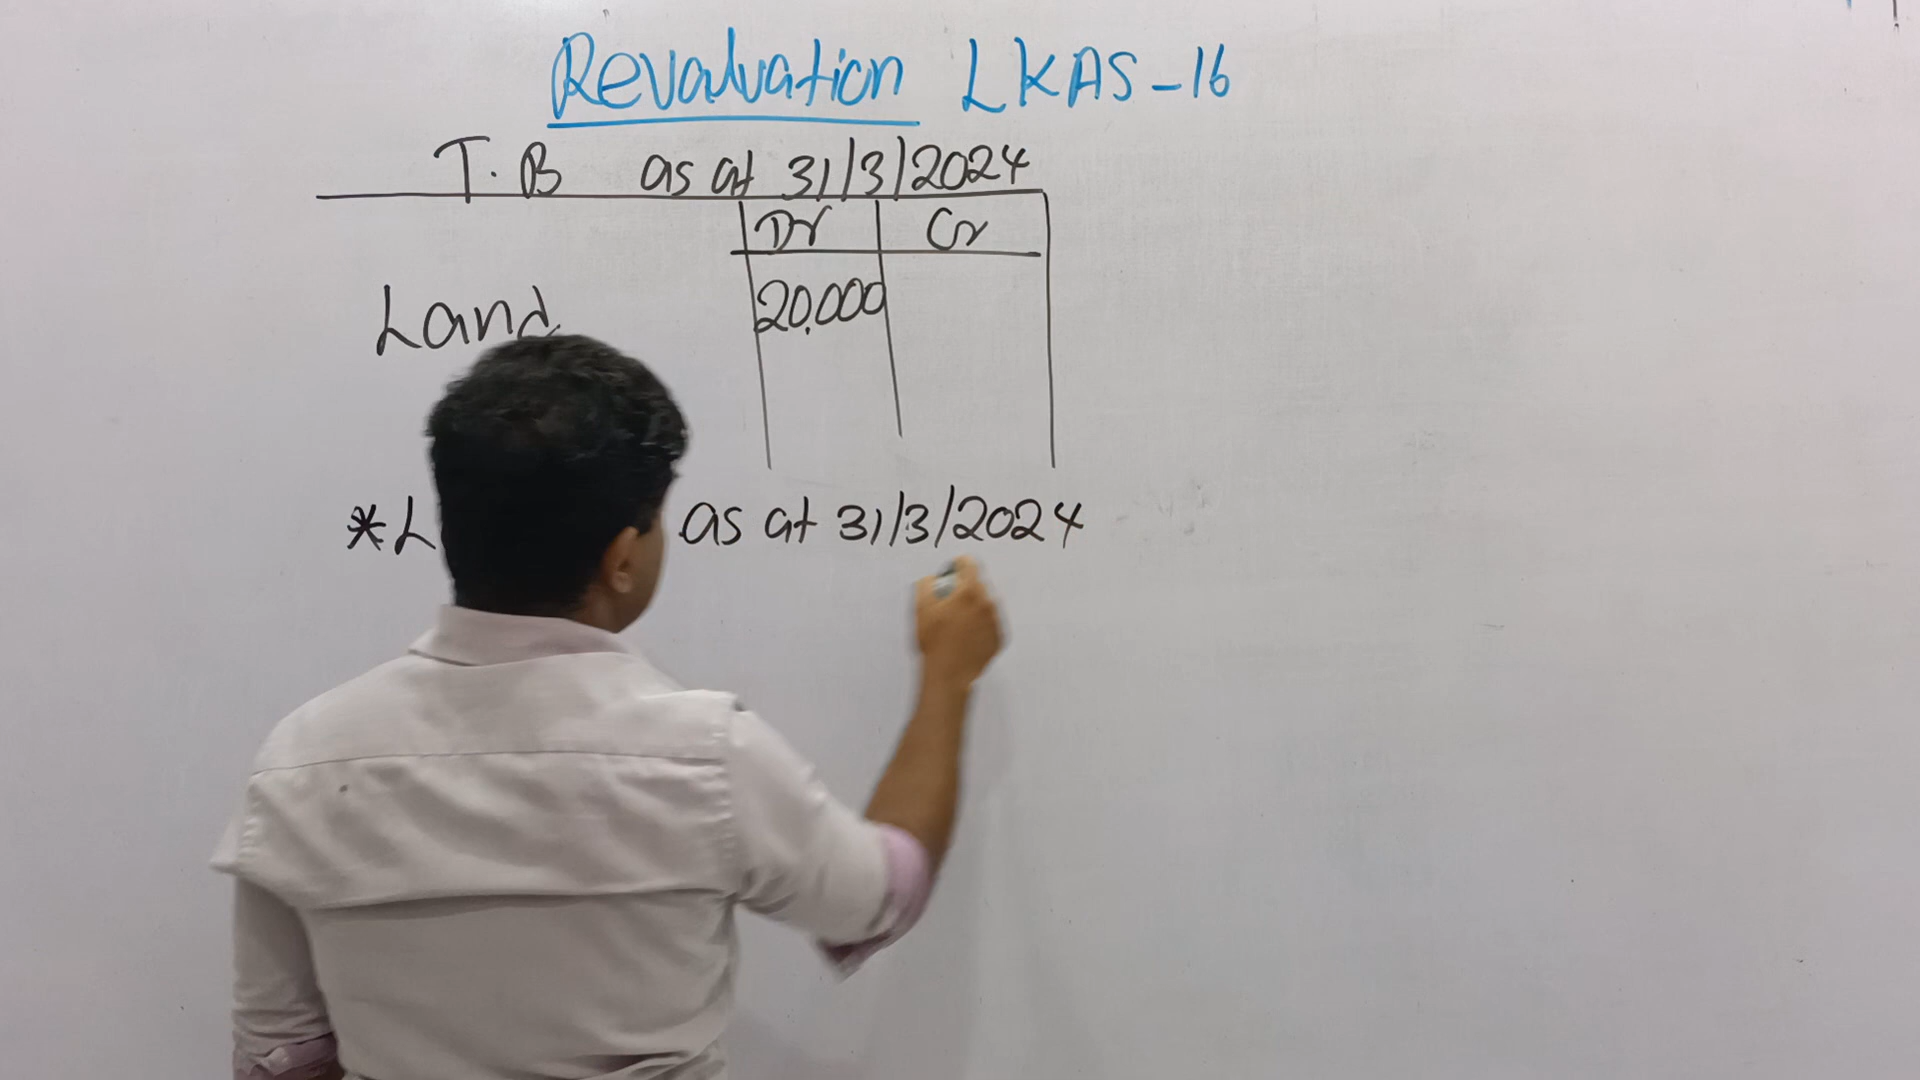 Revaluation LKAS-16
T.B as at 31/3/2024
Dr Cr
Land 20,000
*L as at 31/3/2024